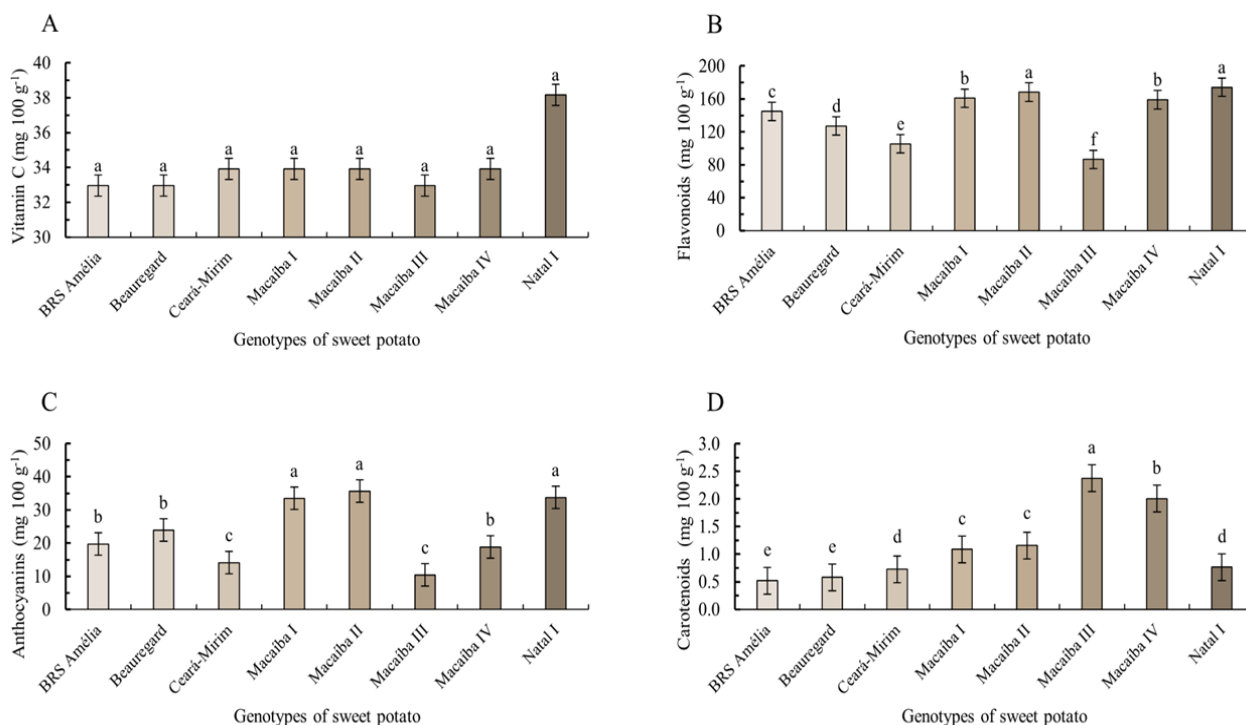 A
Vitamin C (mg 100 g⁻¹)
40
38
36
34
32
30
a
a
a
a
a
a
a
a
BRS Amélia
Beauregard
Ceará-Mirim
Macaíba I
Macaíba II
Macaíba III
Macaíba IV
Natal I
Genotypes of sweet potato
B
Flavonoids (mg 100 g⁻¹)
200
160
120
80
40
0
c
d
e
b
a
f
b
a
BRS Amélia
Beauregard
Ceará-Mirim
Macaíba I
Macaíba II
Macaíba III
Macaíba IV
Natal I
Genotypes of sweet potato
C
Anthocyanins (mg 100 g⁻¹)
50
40
30
20
10
0
b
b
c
a
a
c
b
a
BRS Amélia
Beauregard
Ceará-Mirim
Macaíba I
Macaíba II
Macaíba III
Macaíba IV
Natal I
Genotypes of sweet potato
D
Carotenoids (mg 100 g⁻¹)
3.0
2.5
2.0
1.5
1.0
0.5
0.0
e
e
d
c
c
a
b
d
BRS Amélia
Beauregard
Ceará-Mirim
Macaíba I
Macaíba II
Macaíba III
Macaíba IV
Natal I
Genotypes of sweet potato